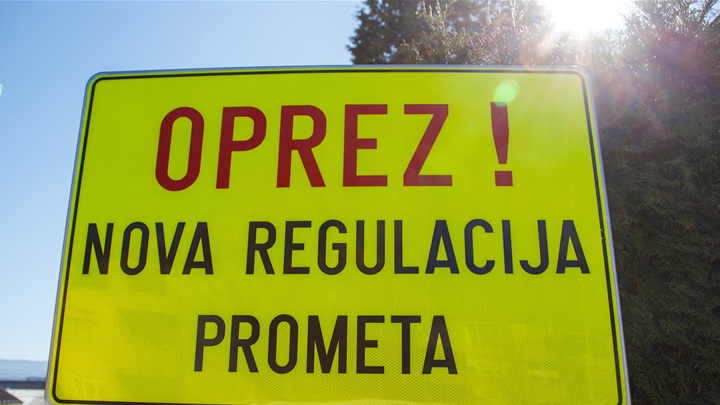 OPREZ !
NOVA REGULACIJA
PROMETA